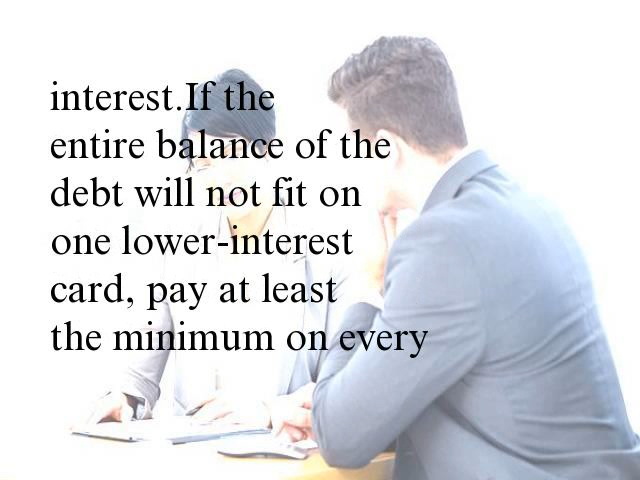 interest.If the
entire balance of the
debt will not fit on
one lower-interest
card, pay at least
the minimum on every